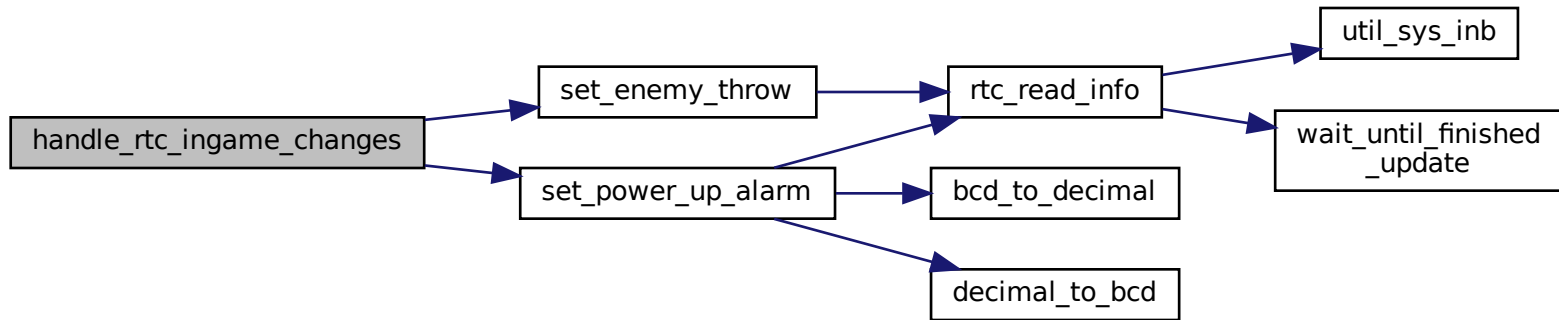 handle_rtc_ingame_changes
set_enemy_throw
set_power_up_alarm
rtc_read_info
bcd_to_decimal
decimal_to_bcd
util_sys_inb
wait_until_finished
_update